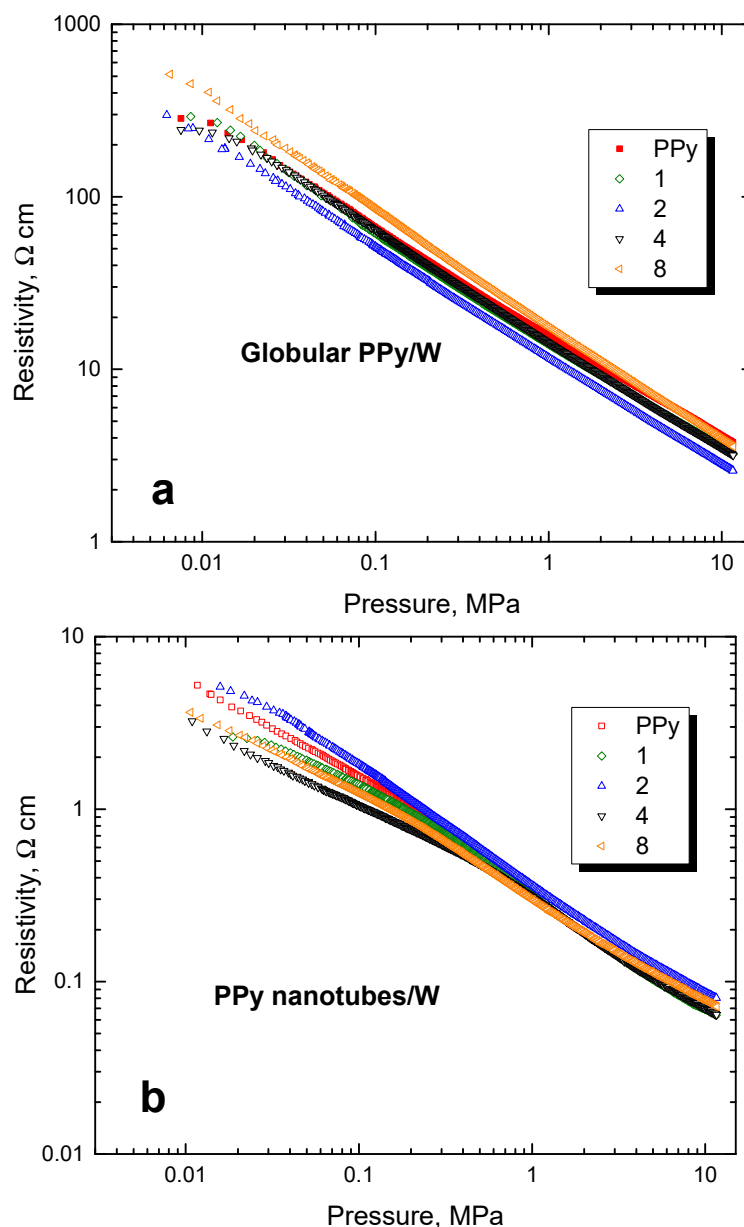 1000
100
10
1
Resistivity, Ω cm
PPy
1
2
4
8
Globular PPy/W
a
0.01
0.1
1
10
Pressure, MPa
10
1
0.1
0.01
Resistivity, Ω cm
PPy
1
2
4
8
PPy nanotubes/W
b
0.01
0.1
1
10
Pressure, MPa